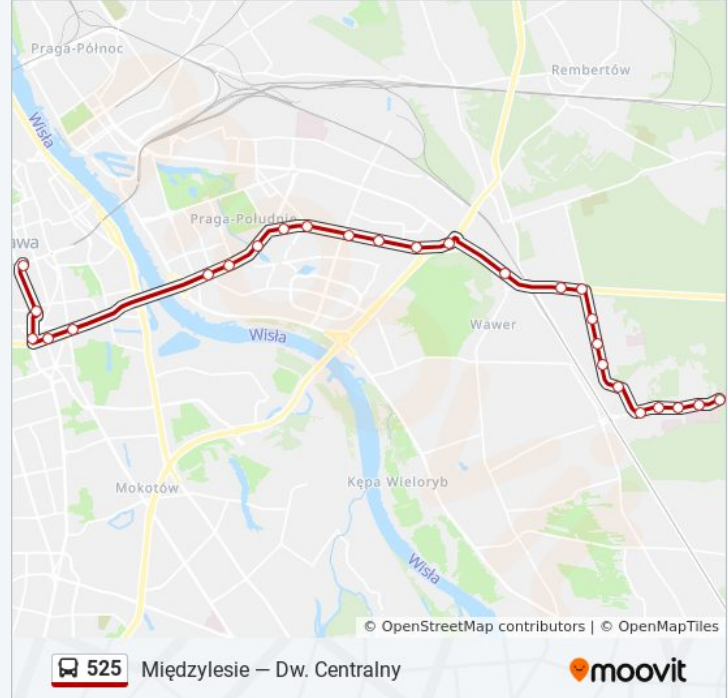 Praga-Północ
Rembertów
Wisła
Praga-Południe
awa
Wisła
Wawer
Mokotów
Kępa Wieloryb
Wisła
© OpenStreetMap contributors | © OpenMapTiles
525 Międzylesie — Dw. Centralny
moovit